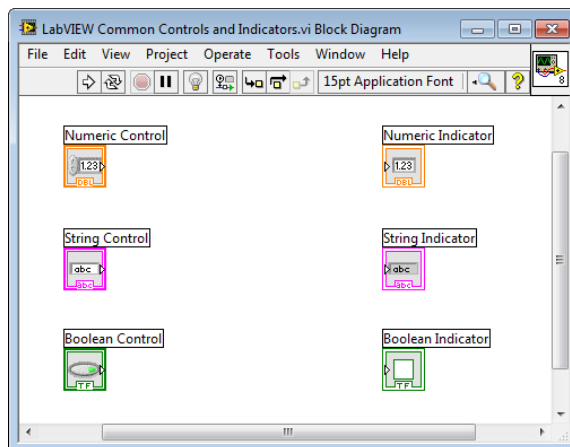 LabVIEW Common Controls and Indicators.vi Block Diagram
File Edit View Project Operate Tools Window Help
15pt Application Font
8
Numeric Control
Numeric Indicator
1.23
1.23
DBL
DBL
String Control
String Indicator
abc
abc
abc
abc
Boolean Control
Boolean Indicator
TF
TF